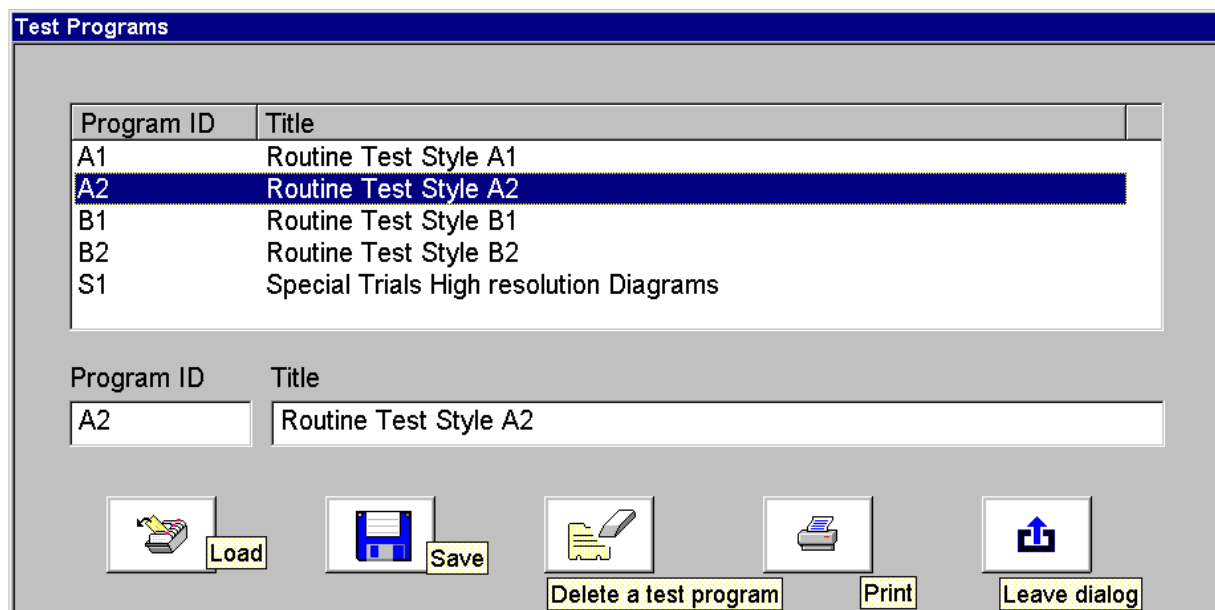 Test Programs
Program ID Title
A1 Routine Test Style A1
A2 Routine Test Style A2
B1 Routine Test Style B1
B2 Routine Test Style B2
S1 Special Trials High resolution Diagrams
Program ID Title
A2 Routine Test Style A2
Load Save
Delete a test program Print Leave dialog